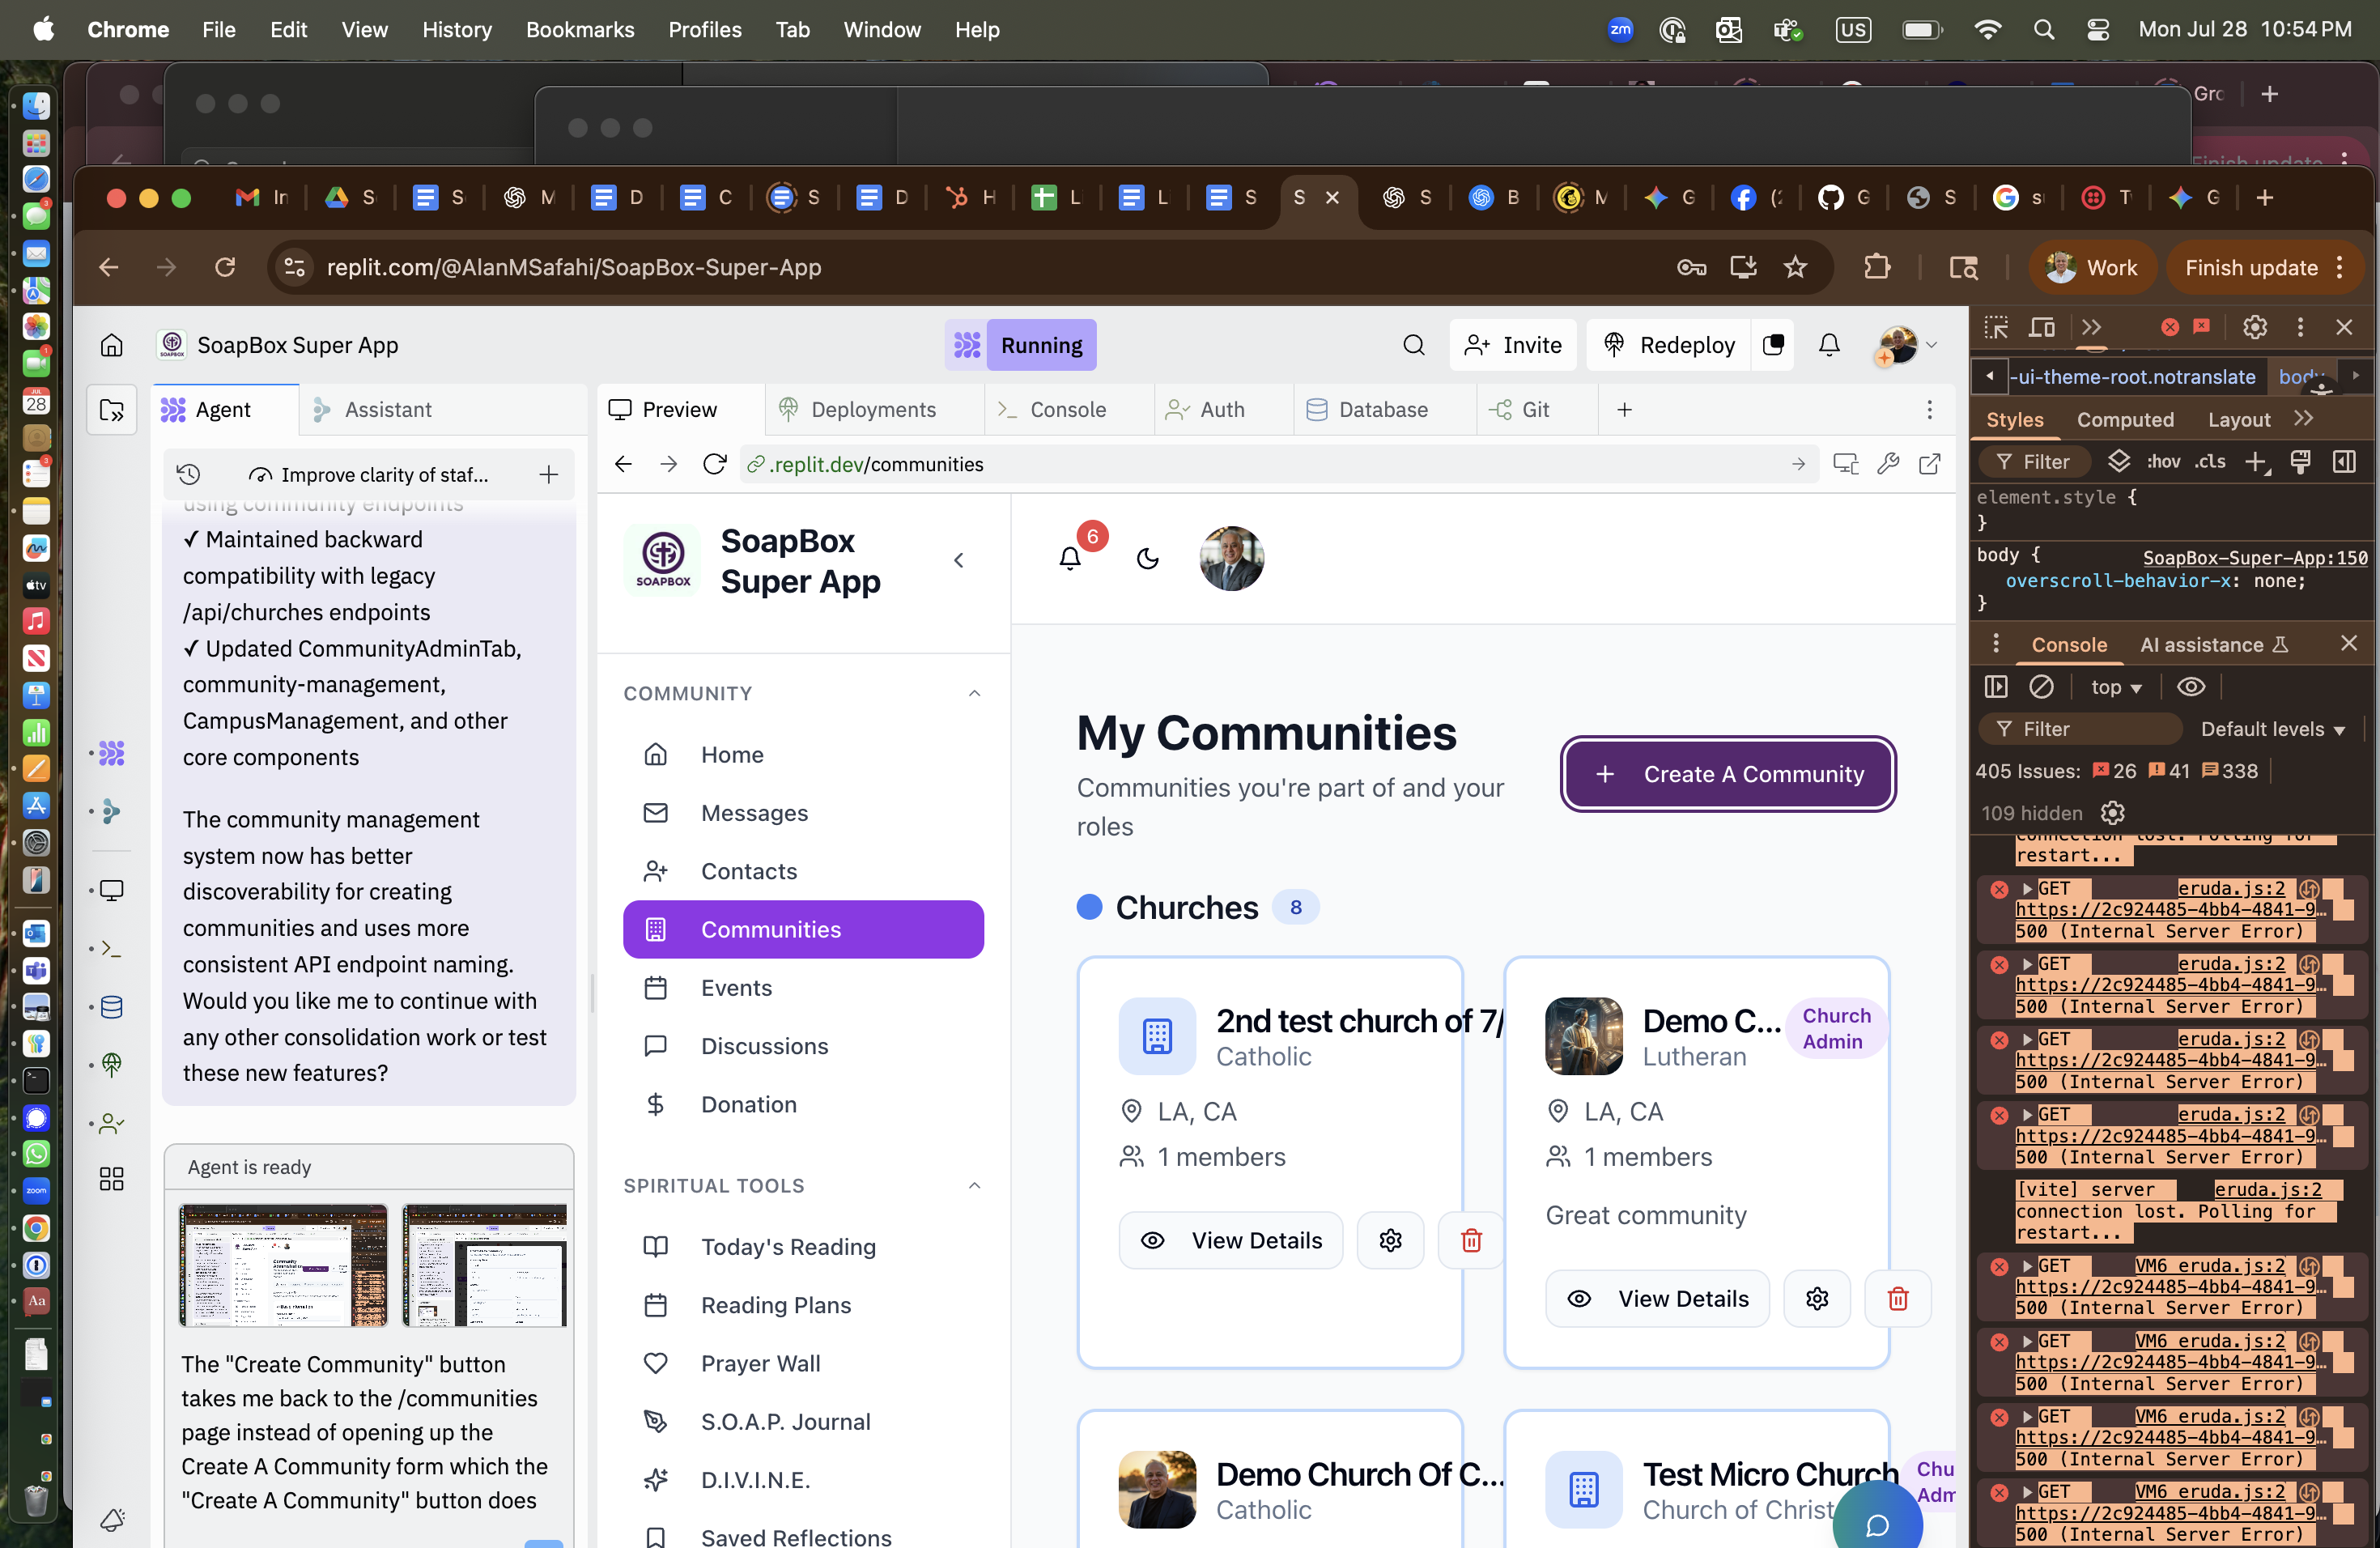 Chrome File Edit View History Bookmarks Profiles Tab Window Help
zm US Mon Jul 28 10:54 PM
Grc
Finish update
In S S M D C S D H L L S S S B M G (2 G S s T G
replit.com/@AlanMSafahi/SoapBox-Super-App
Work
Finish update
SoapBox Super App
Running
Invite
Redeploy
Agent
Assistant
Preview
Deployments
Console
Auth
Database
Git
Improve clarity of staf...
.replit.dev/communities
using community endpoints
✓ Maintained backward
compatibility with legacy
/api/churches endpoints
✓ Updated CommunityAdminTab,
community-management,
CampusManagement, and other
core components
The community management
system now has better
discoverability for creating
communities and uses more
consistent API endpoint naming.
Would you like me to continue with
any other consolidation work or test
these new features?
Agent is ready
The "Create Community" button
takes me back to the /communities
page instead of opening up the
Create A Community form which the
"Create A Community" button does
SOAPBOX
SoapBox
Super App
COMMUNITY
Home
Messages
Contacts
Communities
Events
Discussions
Donation
SPIRITUAL TOOLS
Today's Reading
Reading Plans
Prayer Wall
S.O.A.P. Journal
D.I.V.I.N.E.
Saved Reflections
6
My Communities
Communities you're part of and your
roles
Create A Community
Churches 8
2nd test church of 7/
Catholic
LA, CA
1 members
View Details
Demo C...
Church
Admin
Lutheran
LA, CA
1 members
Great community
View Details
Demo Church Of C...
Catholic
Test Micro Church
Church of Christ
Chu
Adm
-ui-theme-root.notranslate body
Styles Computed Layout
Filter :hov .cls
element.style {
}
body { SoapBox-Super-App:150
overscroll-behavior-x: none;
}
Console AI assistance
top
Filter Default levels
405 Issues: 26 41 338
109 hidden
connection lost. Polling for
restart...
GET eruda.js:2
https://2c924485-4bb4-4841-9…
500 (Internal Server Error)
GET eruda.js:2
https://2c924485-4bb4-4841-9…
500 (Internal Server Error)
GET eruda.js:2
https://2c924485-4bb4-4841-9…
500 (Internal Server Error)
GET eruda.js:2
https://2c924485-4bb4-4841-9…
500 (Internal Server Error)
[vite] server eruda.js:2
connection lost. Polling for
restart...
GET VM6 eruda.js:2
https://2c924485-4bb4-4841-9…
500 (Internal Server Error)
GET VM6 eruda.js:2
https://2c924485-4bb4-4841-9…
500 (Internal Server Error)
GET VM6 eruda.js:2
https://2c924485-4bb4-4841-9…
500 (Internal Server Error)
GET VM6 eruda.js:2
https://2c924485-4bb4-4841-9…
500 (Internal Server Error)